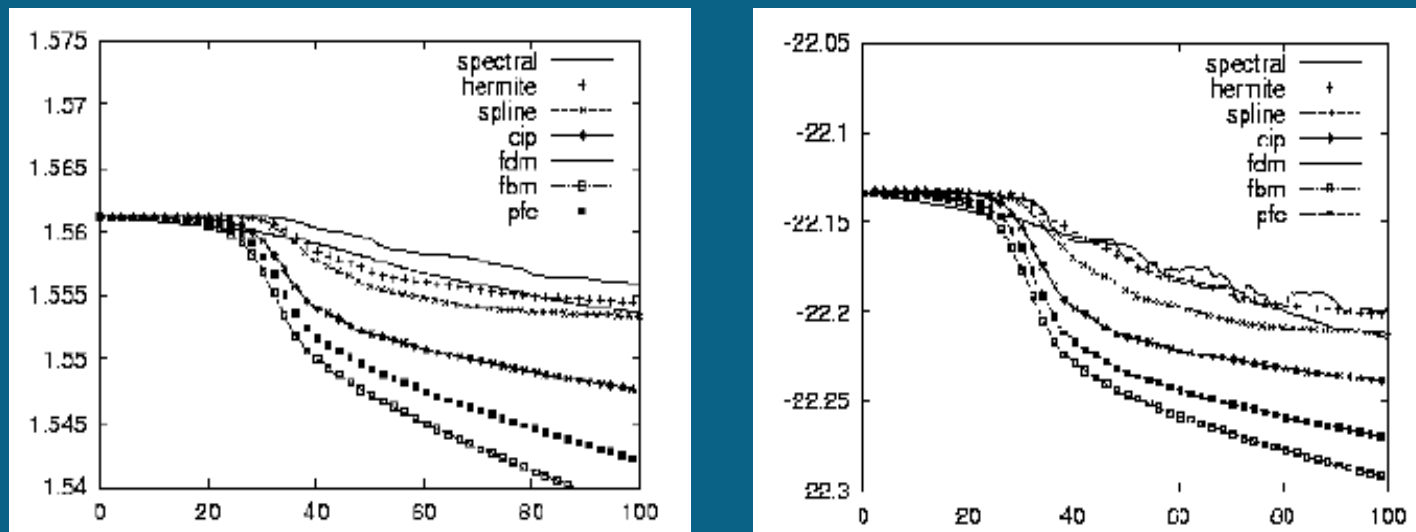 1.575
1.57
1.565
1.56
1.555
1.55
1.545
1.54
0 20 40 60 80 100
spectral
hermite
spline
cip
fdm
fbm
pfc
-22.05
-22.1
-22.15
-22.2
-22.25
-22.3
0 20 40 60 80 100
spectral
hermite
spline
cip
fdm
fbm
pfc